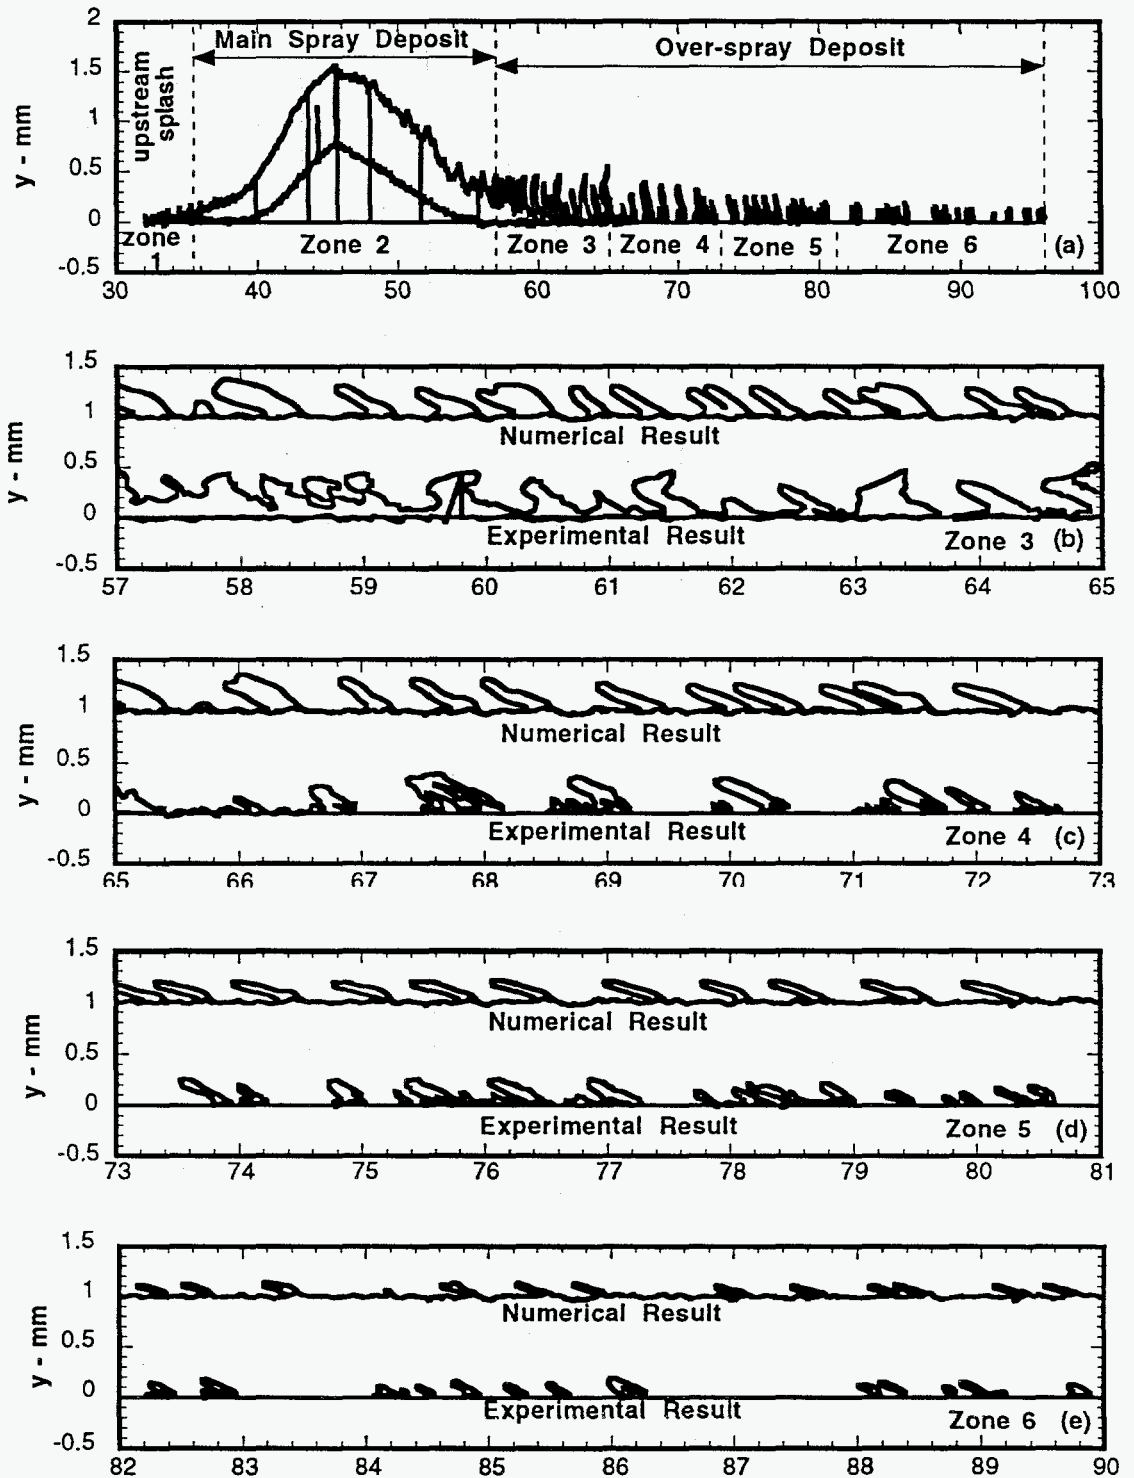 2
Main Spray Deposit
Over-spray Deposit
1.5
upstream
splash
1
y - mm
0.5
0
zone
1
Zone 2
Zone 3
Zone 4
Zone 5
Zone 6
(a)
-0.5
30 40 50 60 70 80 90 100
1.5
1
Numerical Result
y - mm
0.5
0
Experimental Result
Zone 3 (b)
-0.5
57 58 59 60 61 62 63 64 65
1.5
1
Numerical Result
y - mm
0.5
0
Experimental Result
Zone 4 (c)
-0.5
65 66 67 68 69 70 71 72 73
1.5
1
Numerical Result
y - mm
0.5
0
Experimental Result
Zone 5 (d)
-0.5
73 74 75 76 77 78 79 80 81
1.5
1
Numerical Result
y - mm
0.5
0
Experimental Result
Zone 6 (e)
-0.5
82 83 84 85 86 87 88 89 90